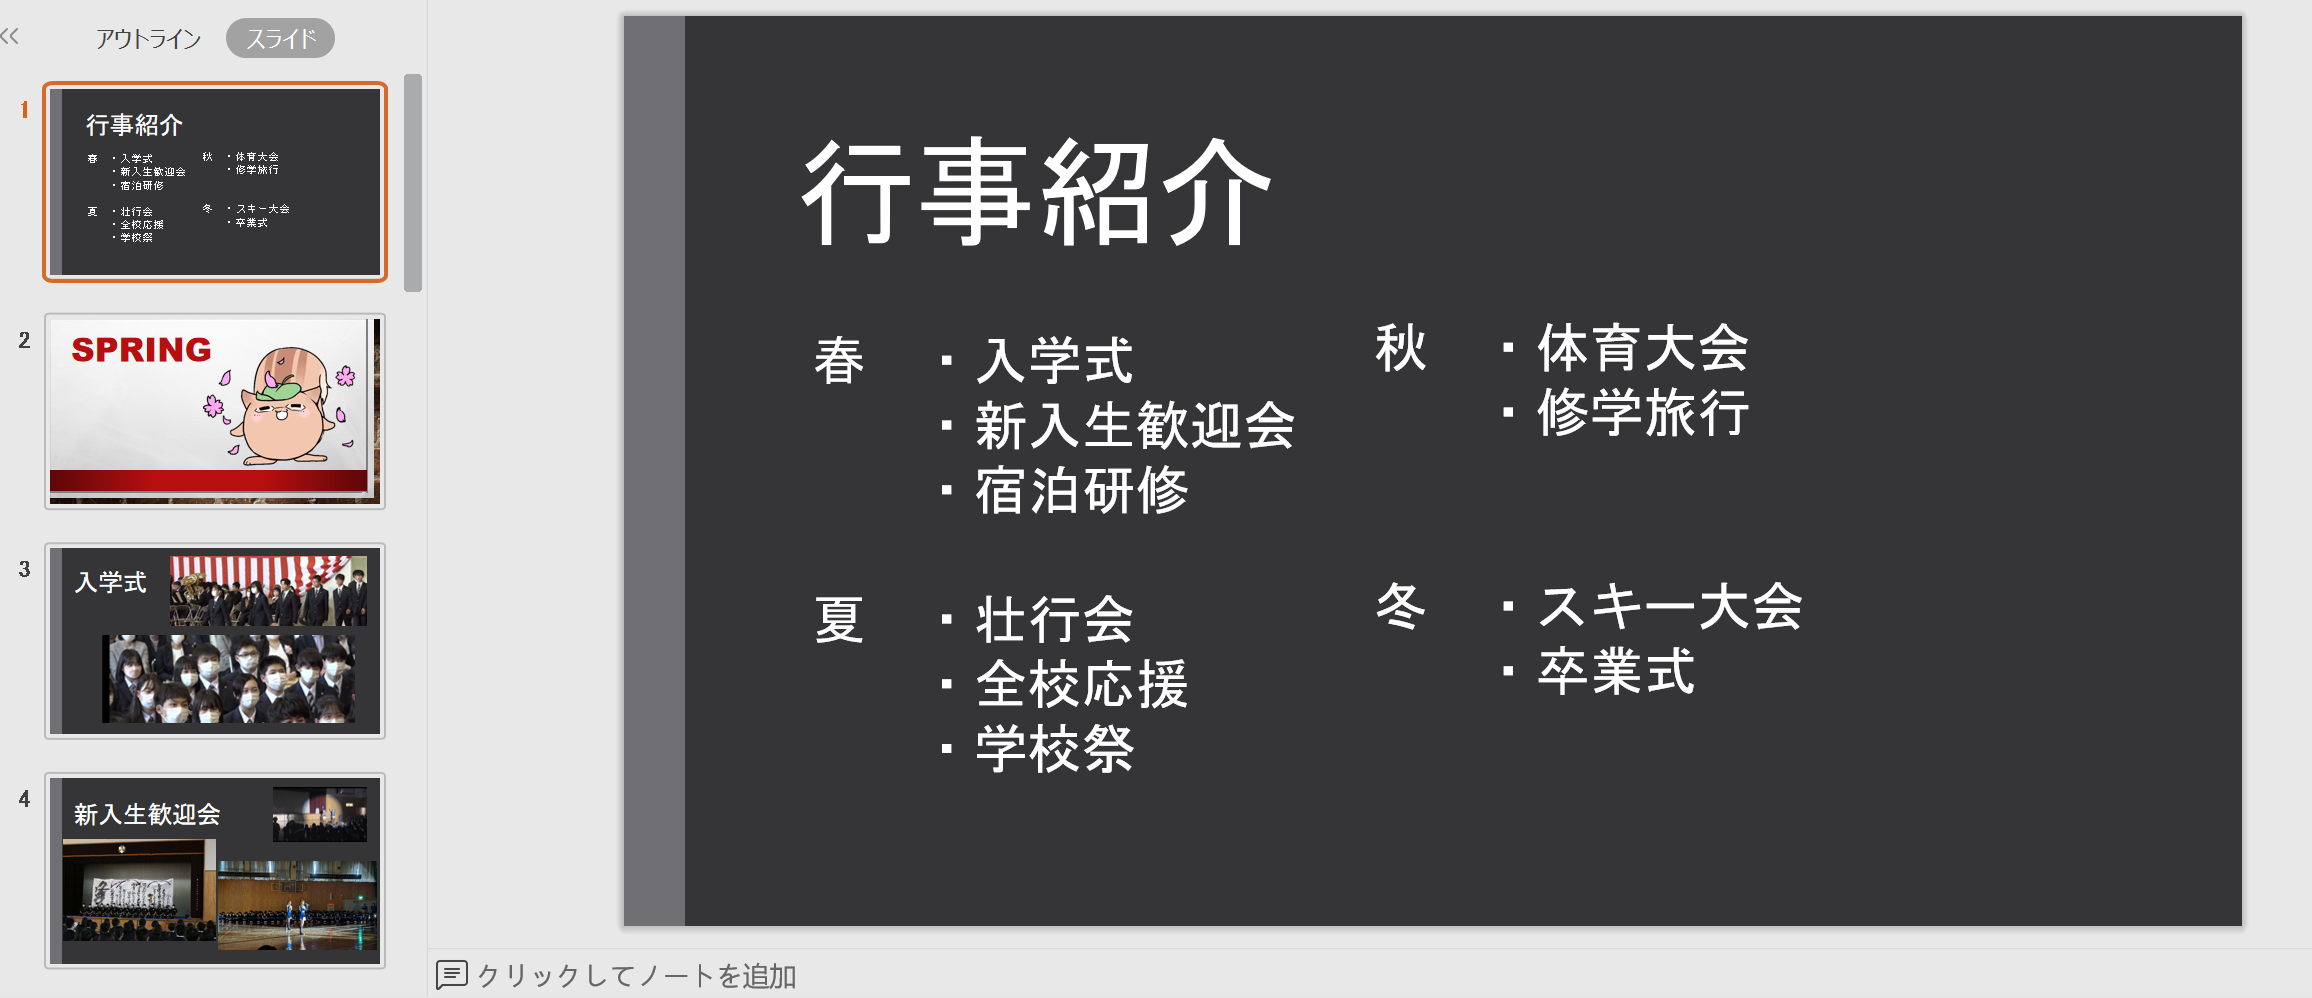 アウトライン スライド
1
行事紹介
春 ・入学式
・新入生歓迎会
・宿泊研修
夏 ・壮行会
・全校応援
・学校祭
秋 ・体育大会
・修学旅行
冬 ・スキー大会
・卒業式
2
SPRING
3
入学式
4
新入生歓迎会
行事紹介
春 ・入学式
・新入生歓迎会
・宿泊研修
夏 ・壮行会
・全校応援
・学校祭
秋 ・体育大会
・修学旅行
冬 ・スキー大会
・卒業式
クリックしてノートを追加